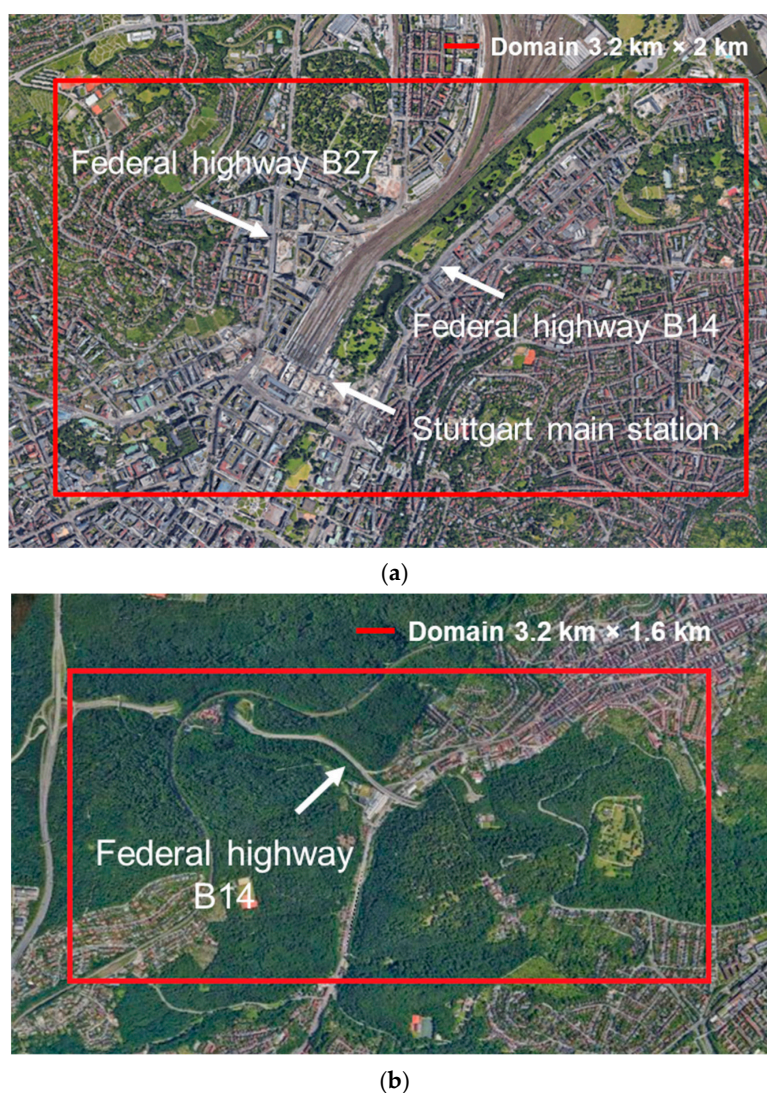 Domain 3.2 km × 2 km
Federal highway B27
Federal highway B14
Stuttgart main station
(a)
Domain 3.2 km × 1.6 km
Federal highway
B14
(b)